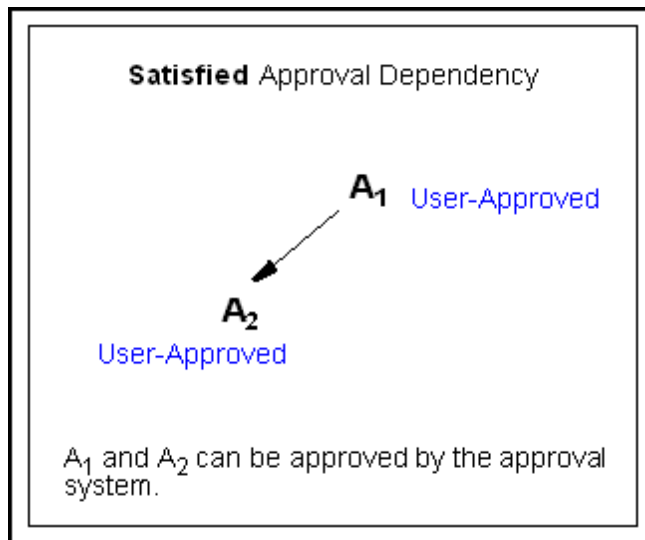 Satisfied Approval Dependency
A1 User-Approved
A2
User-Approved
A1 and A2 can be approved by the approval
system.